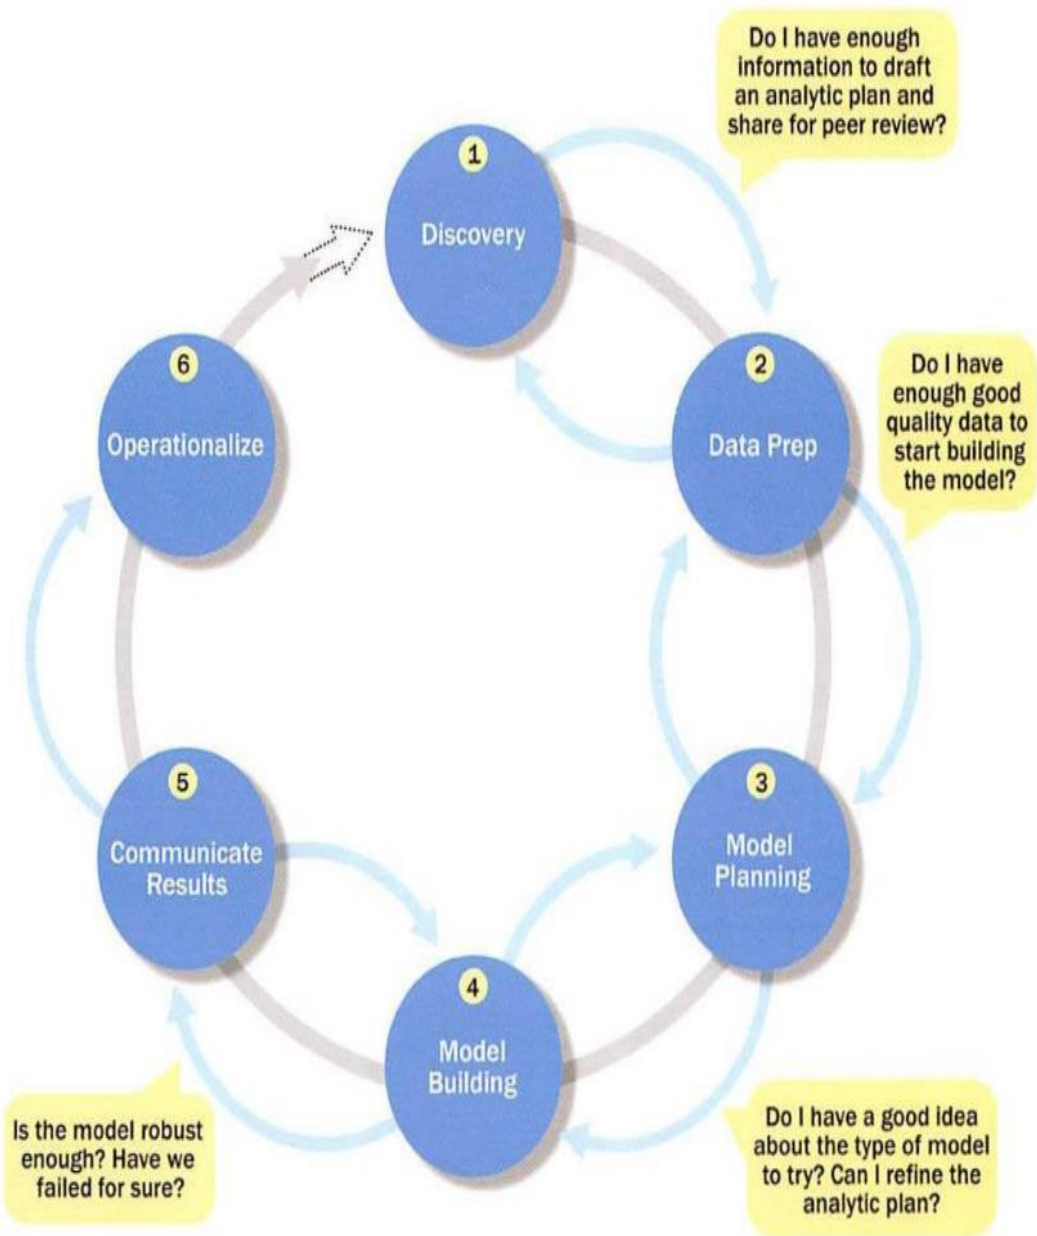 Do I have enough
information to draft
an analytic plan and
share for peer review?
1
Discovery
2
Data Prep
Do I have
enough good
quality data to
start building
the model?
3
Model
Planning
Do I have a good idea
about the type of model
to try? Can I refine the
analytic plan?
4
Model
Building
Is the model robust
enough? Have we
failed for sure?
5
Communicate
Results
6
Operationalize